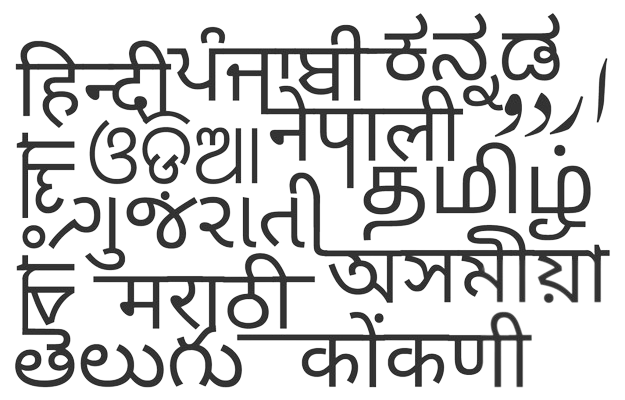 हिन्दी
ਪੰਜਾਬੀ
ಕನ್ನಡ
اردو
नेपाली
ଓଡ଼ିଆ
தமிழ்
বাংলা
ગુજરાતી
অসমীয়া
मराठी
తెలుగు
कोंकणी